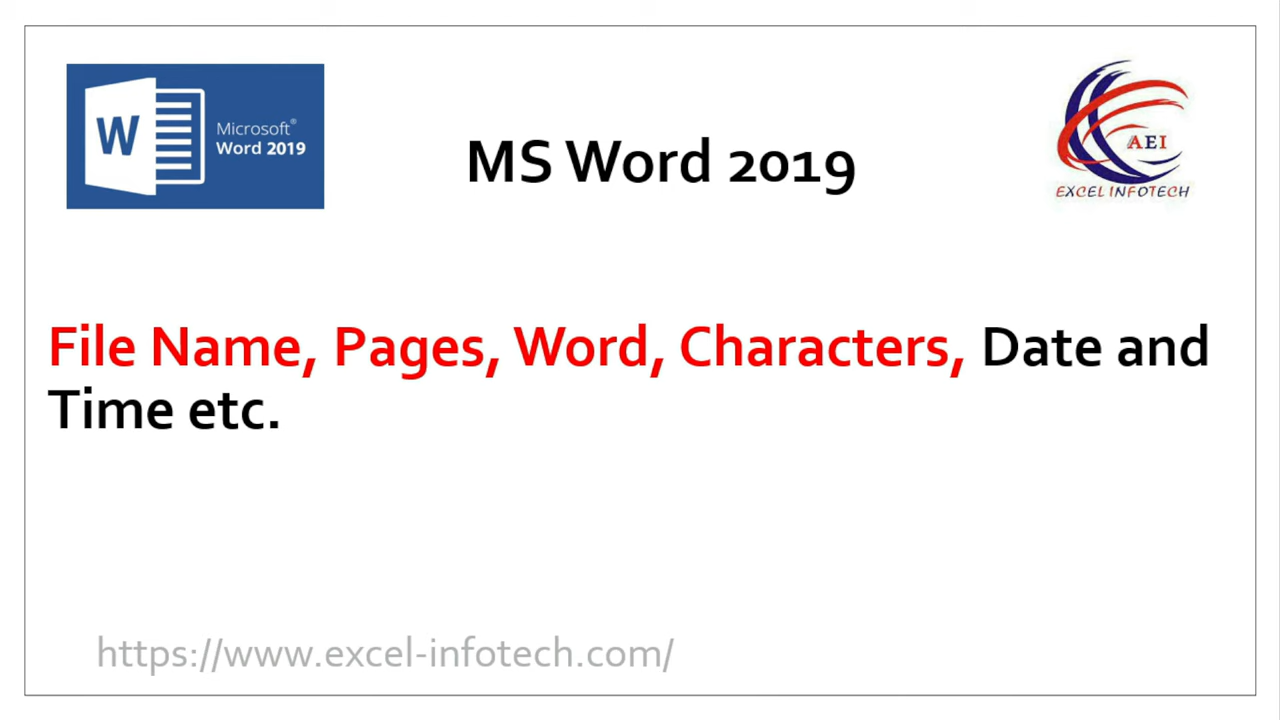 W
Microsoft®
Word 2019
MS Word 2019
AEI
EXCEL INFOTECH
File Name, Pages, Word, Characters, Date and
Time etc.
https://www.excel-infotech.com/